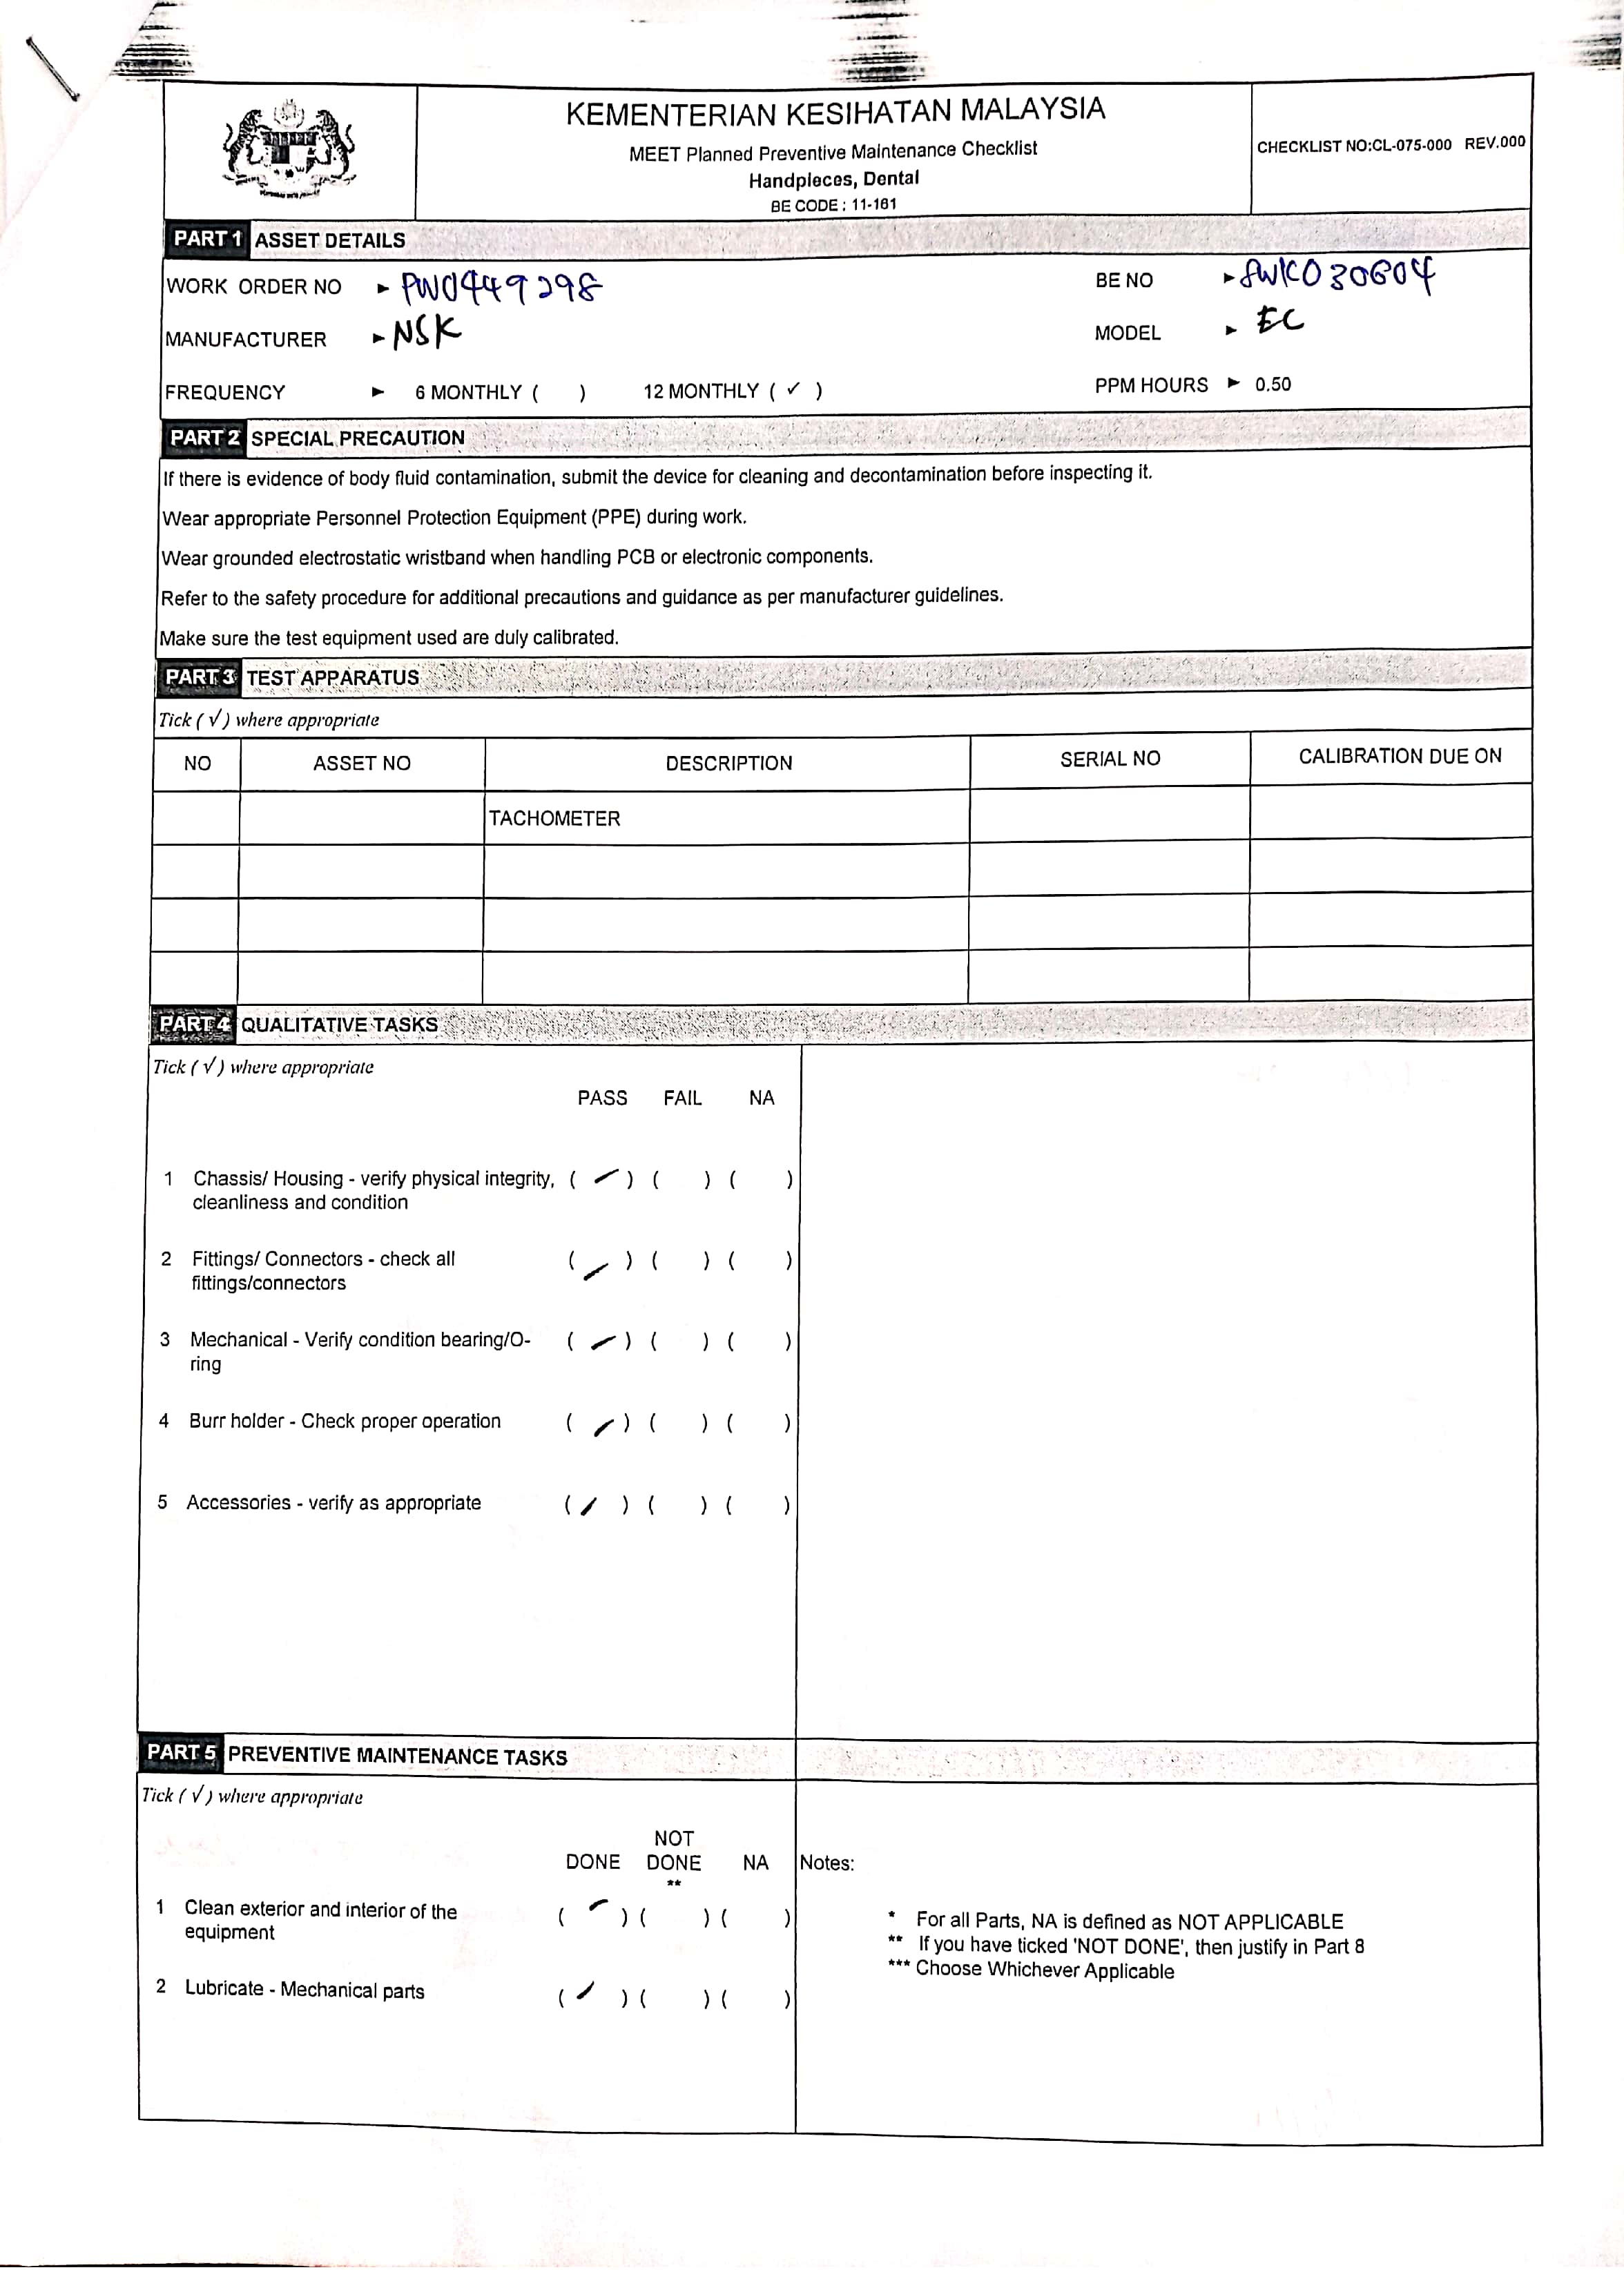 KEMENTERIAN KESIHATAN MALAYSIA
MEET Planned Preventive Maintenance Checklist
Handpieces, Dental
BE CODE : 11-161
CHECKLIST NO:CL-075-000 REV.000
PART 1 ASSET DETAILS
WORK ORDER NO ► PW0449298
BE NO ► SWK030604
MANUFACTURER ► NSK
MODEL ► EC
FREQUENCY ► 6 MONTHLY ( ) 12 MONTHLY ( ✓ )
PPM HOURS ► 0.50
PART 2 SPECIAL PRECAUTION
If there is evidence of body fluid contamination, submit the device for cleaning and decontamination before inspecting it.
Wear appropriate Personnel Protection Equipment (PPE) during work.
Wear grounded electrostatic wristband when handling PCB or electronic components.
Refer to the safety procedure for additional precautions and guidance as per manufacturer guidelines.
Make sure the test equipment used are duly calibrated.
PART 3 TEST APPARATUS
Tick ( √ ) where appropriate
NO ASSET NO DESCRIPTION SERIAL NO CALIBRATION DUE ON
TACHOMETER
PART 4 QUALITATIVE TASKS
Tick ( √ ) where appropriate
PASS FAIL NA
1 Chassis/ Housing - verify physical integrity, ( ✓ ) ( ) ( )
cleanliness and condition
2 Fittings/ Connectors - check all ( ✓ ) ( ) ( )
fittings/connectors
3 Mechanical - Verify condition bearing/O- ( ✓ ) ( ) ( )
ring
4 Burr holder - Check proper operation ( ✓ ) ( ) ( )
5 Accessories - verify as appropriate ( ✓ ) ( ) ( )
PART 5 PREVENTIVE MAINTENANCE TASKS
Tick ( √ ) where appropriate
NOT
DONE DONE NA
**
1 Clean exterior and interior of the ( ✓ ) ( ) ( )
equipment
2 Lubricate - Mechanical parts ( ✓ ) ( ) ( )
Notes:
* For all Parts, NA is defined as NOT APPLICABLE
** If you have ticked 'NOT DONE', then justify in Part 8
*** Choose Whichever Applicable